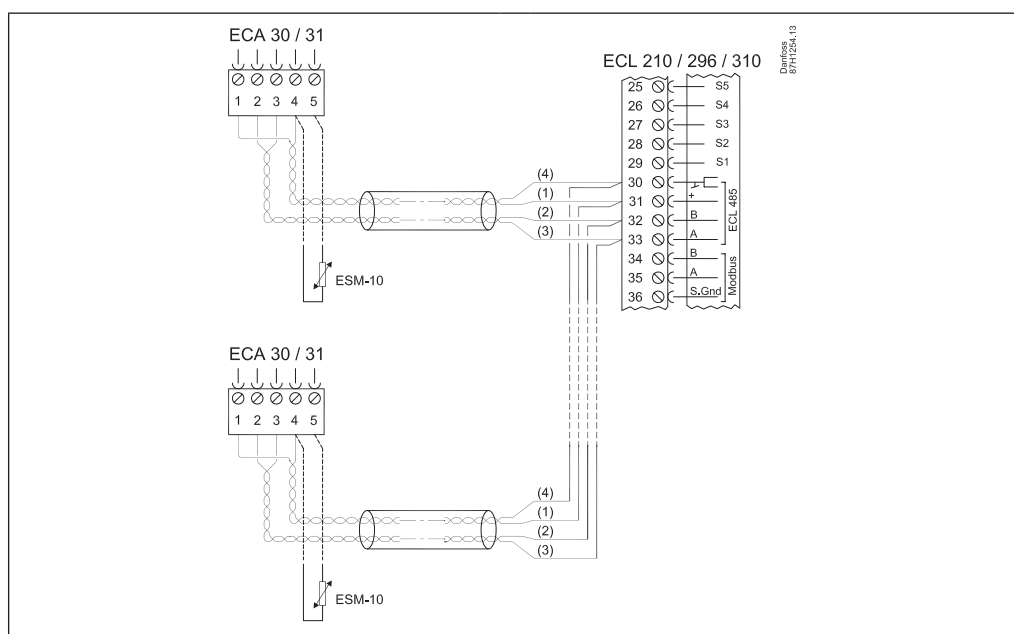 ECA 30 / 31
1 2 3 4 5
ESM-10
ECL 210 / 296 / 310
Danfoss
87H1254.13
25 S5
26 S4
27 S3
28 S2
29 S1
30
31 +
32 B
33 A
ECL 485
34 B
35 A
36 S.Gnd
Modbus
(4)
(1)
(2)
(3)
ECA 30 / 31
1 2 3 4 5
ESM-10
(4)
(1)
(2)
(3)